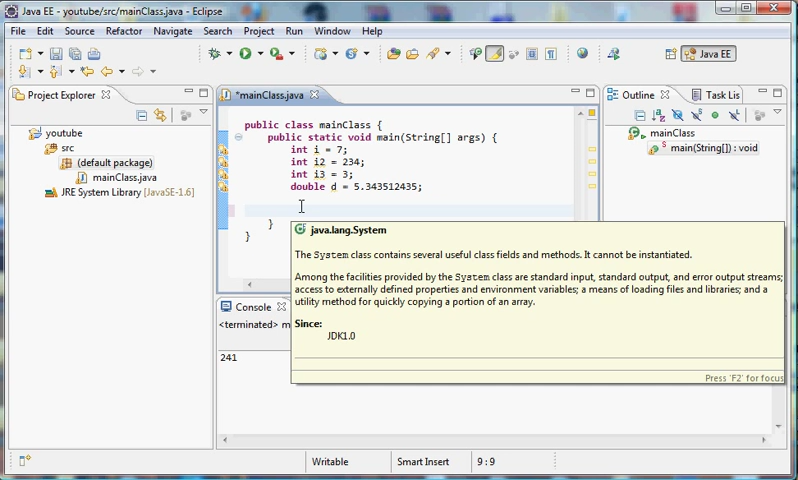 Java EE - youtube/src/mainClass.java - Eclipse
File Edit Source Refactor Navigate Search Project Run Window Help
Java EE
Project Explorer
youtube
src
(default package)
mainClass.java
JRE System Library [JavaSE-1.6]
*mainClass.java
public class mainClass {
public static void main(String[] args) {
int i = 7;
int i2 = 234;
int i3 = 3;
double d = 5.343512435;
}
}
java.lang.System
The System class contains several useful class fields and methods. It cannot be instantiated.
Among the facilities provided by the System class are standard input, standard output, and error output streams;
access to externally defined properties and environment variables; a means of loading files and libraries; and a
utility method for quickly copying a portion of an array.
Since:
JDK1.0
Press 'F2' for focus
Console
<terminated> m
241
Outline
Task Lis
mainClass
main(String[]) : void
Writable Smart Insert 9:9